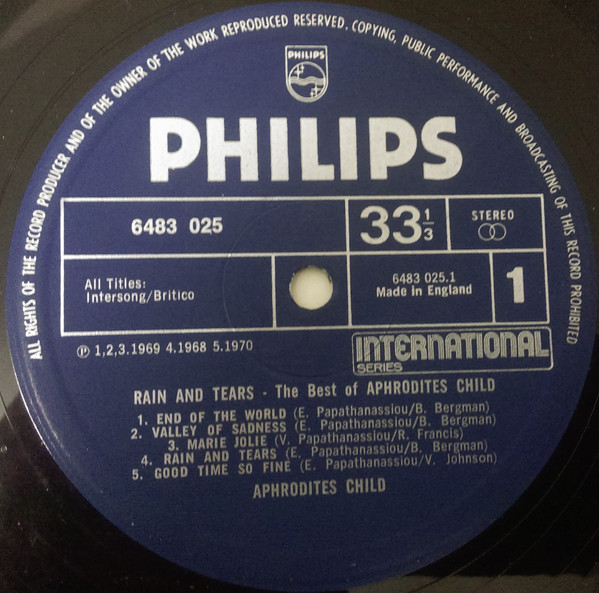 ALL RIGHTS OF THE RECORD PRODUCER AND OF THE OWNER OF THE WORK REPRODUCED RESERVED. COPYING, PUBLIC PERFORMANCE AND BROADCASTING OF THIS RECORD PROHIBITED
PHILIPS
PHILIPS
6483 025
33 1/3
STEREO
All Titles:
Intersong/Britico
6483 025.1
Made in England
1
℗ 1,2,3.1969 4.1968 5.1970
INTERNATIONAL
SERIES
RAIN AND TEARS - The Best of APHRODITES CHILD
1. END OF THE WORLD (E. Papathanassiou/B. Bergman)
2. VALLEY OF SADNESS (E. Papathanassiou/B. Bergman)
3. MARIE JOLIE (V. Papathanassiou/R. Francis)
4. RAIN AND TEARS (E. Papathanassiou/B. Bergman)
5. GOOD TIME SO FINE (E. Papathanassiou/V. Johnson)
APHRODITES CHILD